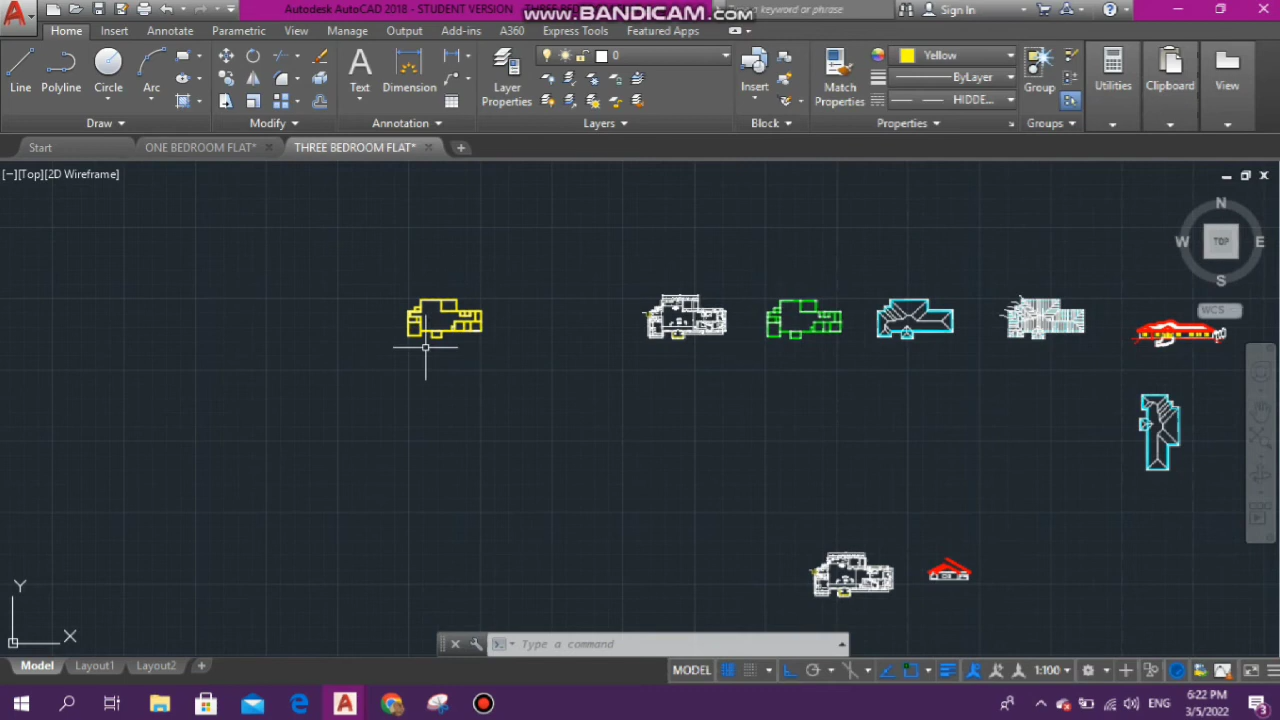 Autodesk AutoCAD 2018 - STUDENT VERSION
www.BANDICAM.com
Type a keyword or phrase
Sign In
Home Insert Annotate Parametric View Manage Output Add-ins A360 Express Tools Featured Apps
Line Polyline Circle Arc
Text Dimension
Layer
Properties
0
Insert
Match
Properties
Yellow
ByLayer
HIDDE...
Group
Utilities Clipboard View
Draw Modify Annotation Layers Block Properties Groups
Start ONE BEDROOM FLAT* THREE BEDROOM FLAT*
[−][Top][2D Wireframe]
N
W TOP E
S
WCS
Y
X
Type a command
Model Layout1 Layout2
MODEL 1:100
ENG
6:22 PM
3/5/2022
3